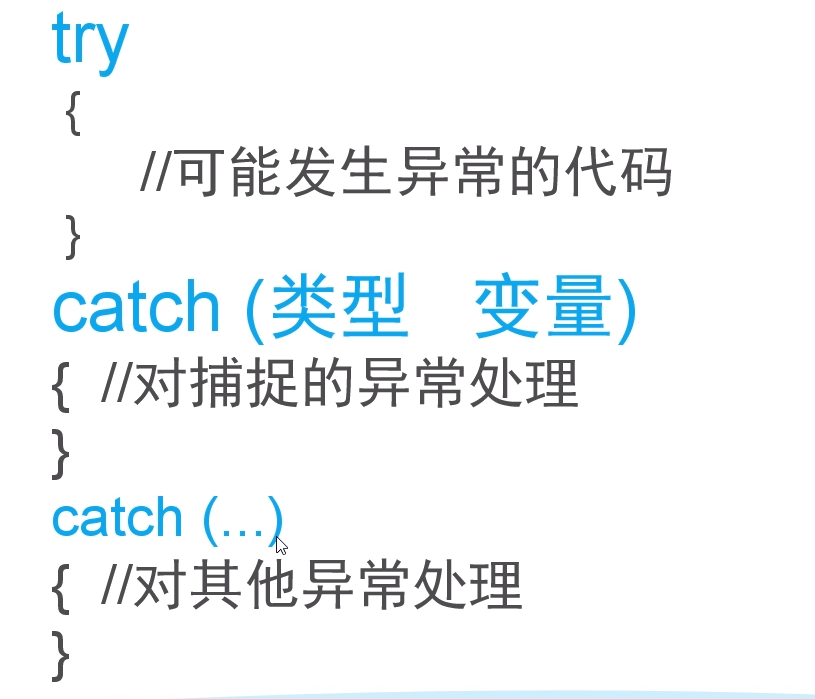 try
{
//可能发生异常的代码
}
catch (类型 变量)
{ //对捕捉的异常处理
}
catch (...)
{ //对其他异常处理
}